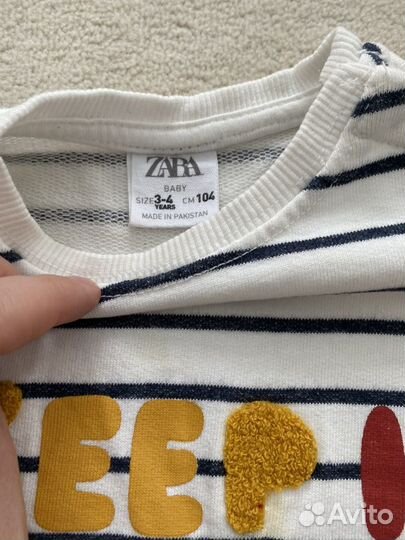 ZARA
BABY
SIZE 3-4 YEARS CM 104
MADE IN PAKISTAN
EEP
Avito